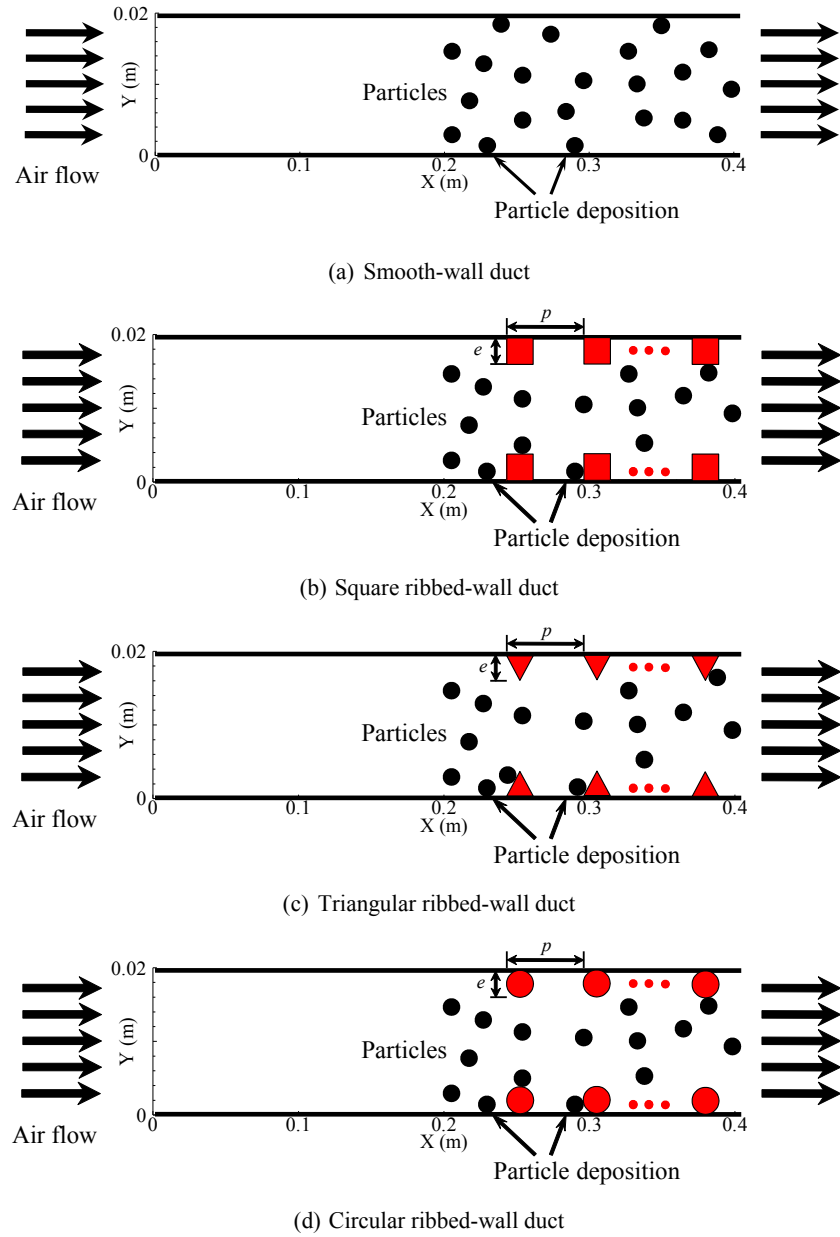 0.02
Y (m)
Particles
0
0
0.1
0.2
0.3
0.4
X (m)
Air flow
Particle deposition
(a) Smooth-wall duct
p
0.02
e
Y (m)
Particles
0
0
0.1
0.2
0.3
0.4
X (m)
Air flow
Particle deposition
(b) Square ribbed-wall duct
p
0.02
e
Y (m)
Particles
0
0
0.1
0.2
0.3
0.4
X (m)
Air flow
Particle deposition
(c) Triangular ribbed-wall duct
p
0.02
e
Y (m)
Particles
0
0
0.1
0.2
0.3
0.4
X (m)
Air flow
Particle deposition
(d) Circular ribbed-wall duct